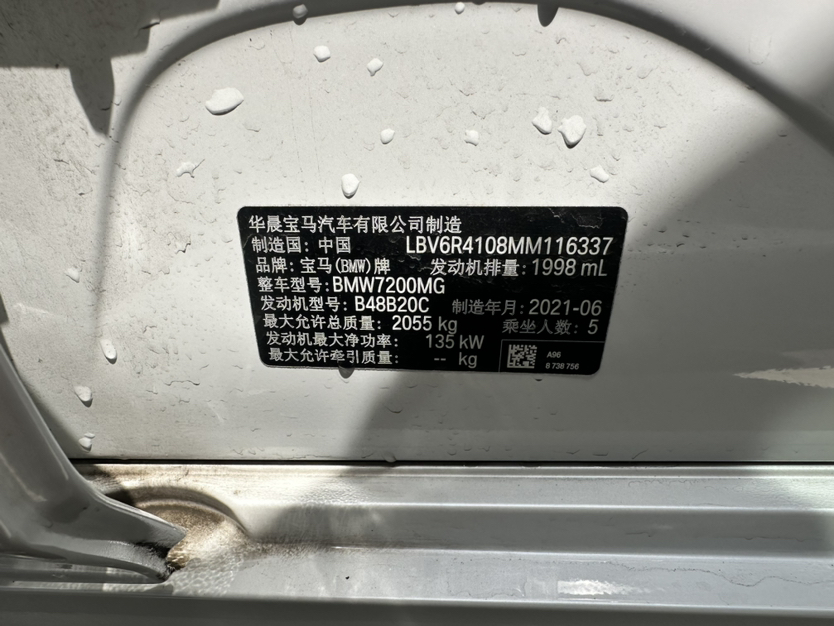 华晨宝马汽车有限公司制造
制造国: 中国 LBV6R4108MM116337
品牌: 宝马(BMW)牌 发动机排量: 1998 mL
整车型号: BMW7200MG
发动机型号: B48B20C 制造年月: 2021-06
最大允许总质量: 2055 kg 乘坐人数: 5
发动机最大净功率: 135 kW
最大允许牵引质量: -- kg
A96
8 738 756